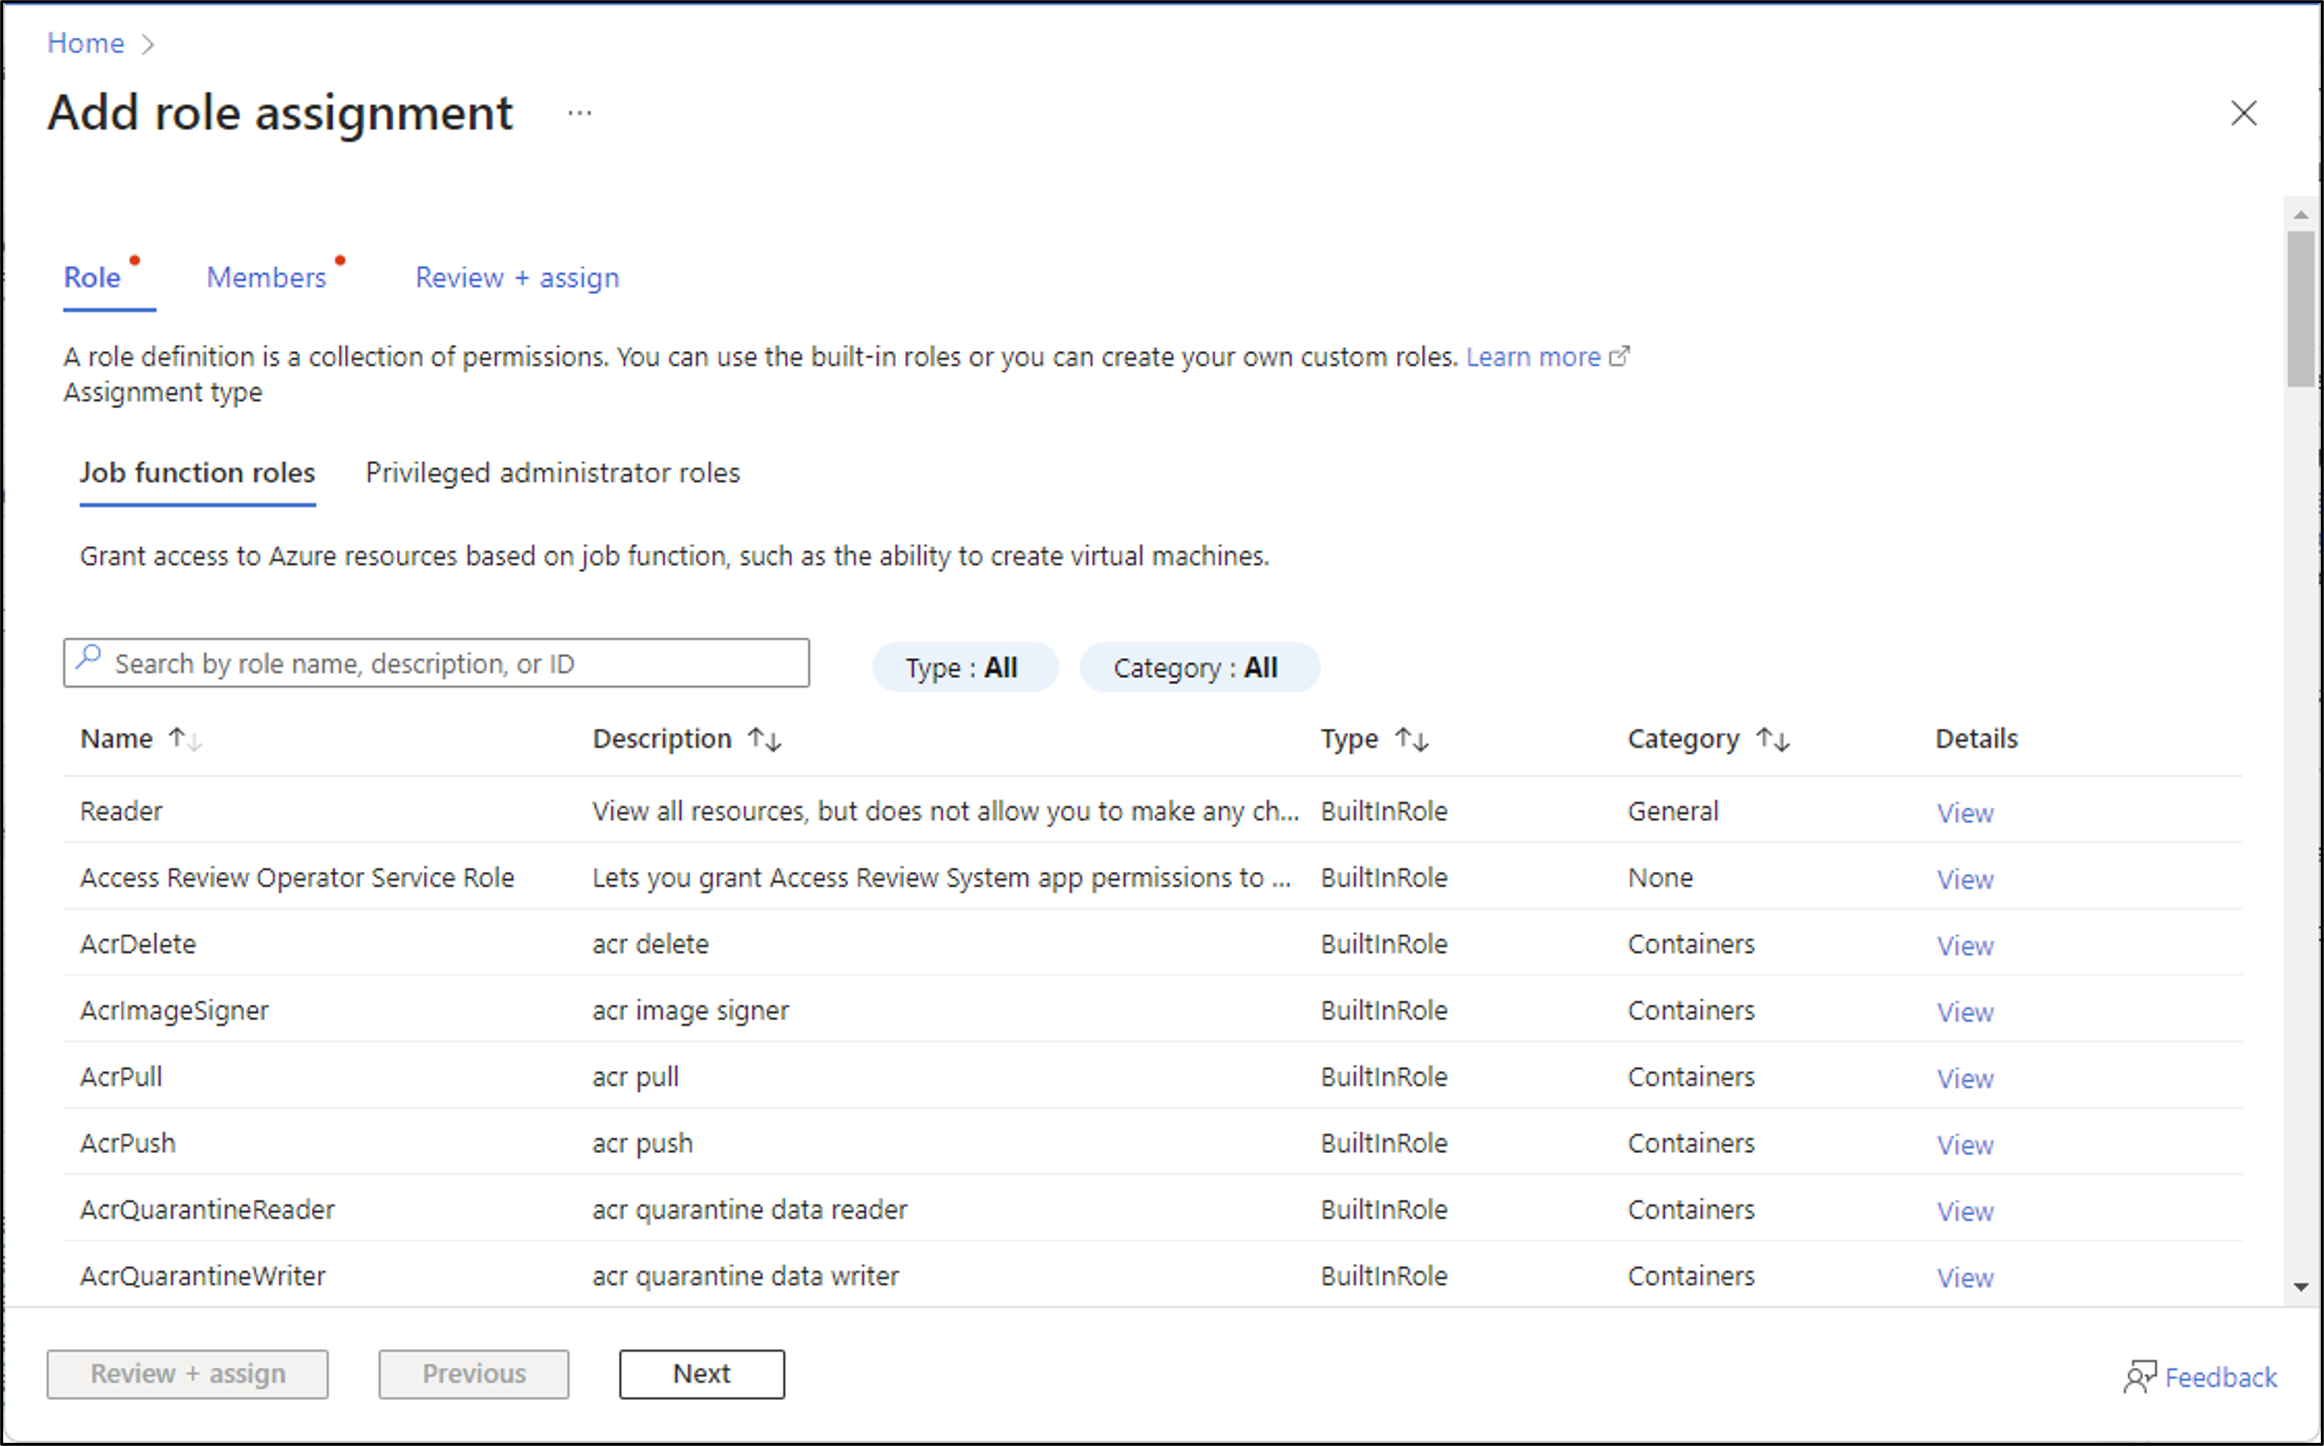 Home
Add role assignment ...
Role Members Review + assign
A role definition is a collection of permissions. You can use the built-in roles or you can create your own custom roles. Learn more
Assignment type
Job function roles Privileged administrator roles
Grant access to Azure resources based on job function, such as the ability to create virtual machines.
Search by role name, description, or ID Type : All Category : All
Name Description Type Category Details
Reader View all resources, but does not allow you to make any ch... BuiltInRole General View
Access Review Operator Service Role Lets you grant Access Review System app permissions to ... BuiltInRole None View
AcrDelete acr delete BuiltInRole Containers View
AcrImageSigner acr image signer BuiltInRole Containers View
AcrPull acr pull BuiltInRole Containers View
AcrPush acr push BuiltInRole Containers View
AcrQuarantineReader acr quarantine data reader BuiltInRole Containers View
AcrQuarantineWriter acr quarantine data writer BuiltInRole Containers View
Review + assign Previous Next Feedback